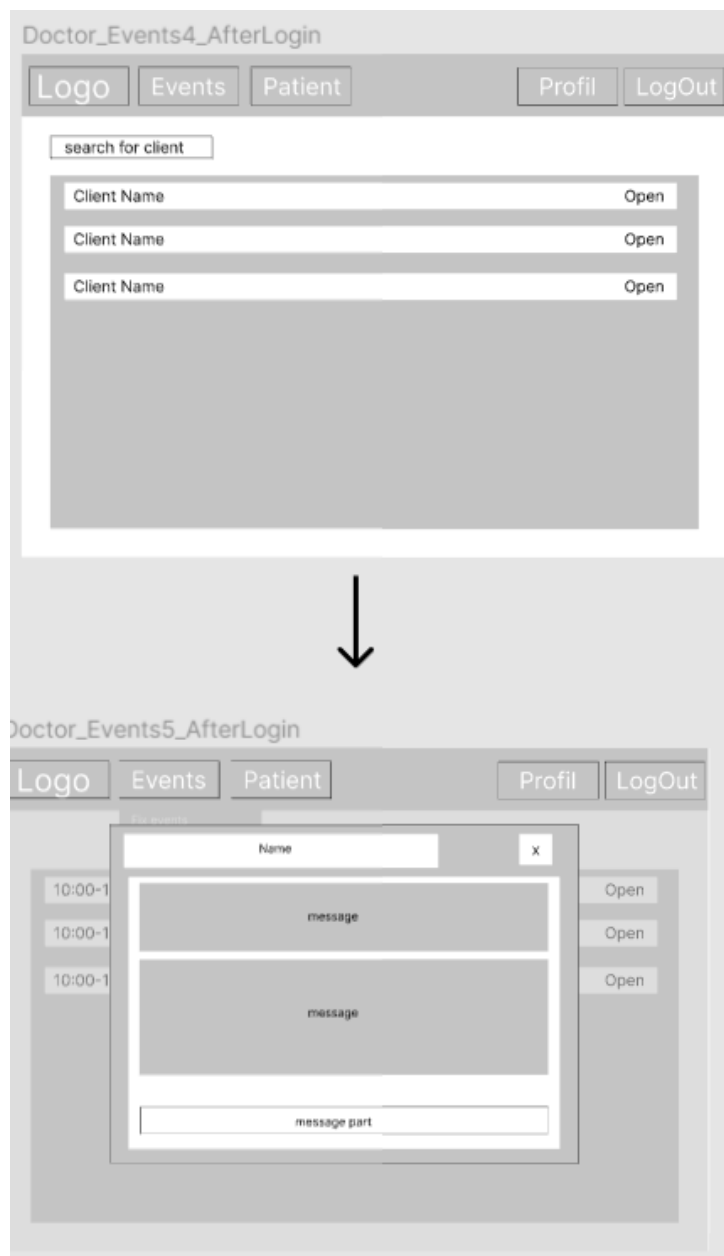 Doctor_Events4_AfterLogin
Logo Events Patient Profil LogOut
search for client
Client Name Open
Client Name Open
Client Name Open
Doctor_Events5_AfterLogin
Logo Events Patient Profil LogOut
events
Name x
10:00-1 message Open
10:00-1 Open
message
10:00-1 Open
message part